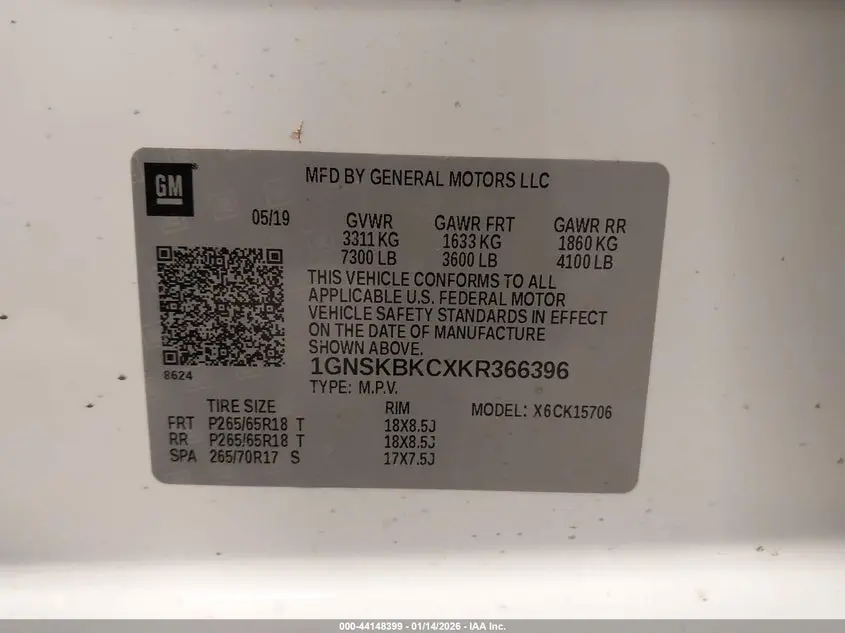 GM
MFD BY GENERAL MOTORS LLC
05/19 GVWR GAWR FRT GAWR RR
3311 KG 1633 KG 1860 KG
7300 LB 3600 LB 4100 LB
THIS VEHICLE CONFORMS TO ALL
APPLICABLE U.S. FEDERAL MOTOR
VEHICLE SAFETY STANDARDS IN EFFECT
ON THE DATE OF MANUFACTURE
SHOWN ABOVE.
8624
1GNSKBKCXKR366396
TYPE: M.P.V.
TIRE SIZE RIM MODEL: X6CK15706
FRT P265/65R18 T 18X8.5J
RR P265/65R18 T 18X8.5J
SPA 265/70R17 S 17X7.5J
000-44148399 - 01/14/2026 - IAA Inc.